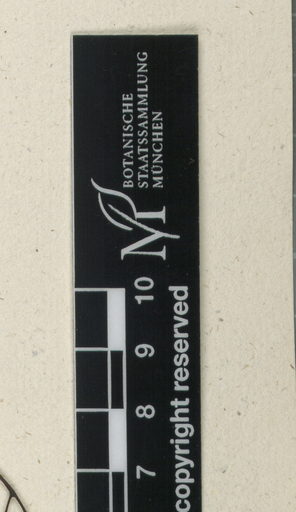 BOTANISCHE
STAATSSAMMLUNG
MÜNCHEN
M
7 8 9 10
copyright reserved